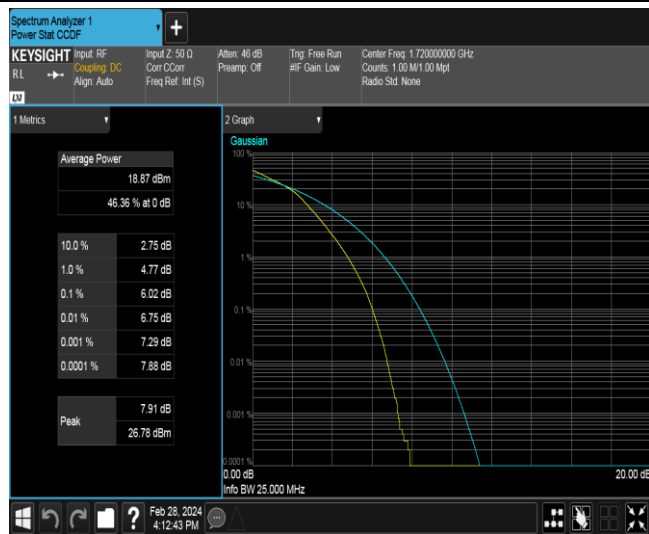 Spectrum Analyzer 1
Power Stat CCDF
+
KEYSIGHT Input: RF Input Z: 50 Ω Atten: 46 dB Trig: Free Run Center Freq: 1.720000000 GHz
RL Coupling: DC Corr CCorr Preamp: Off #IF Gain: Low Counts: 1.00 M/1.00 Mpt
Align: Auto Freq Ref: Int (S) Radio Std: None
LXI
1 Metrics 2 Graph
Gaussian
Average Power
18.87 dBm
46.36 % at 0 dB
10.0 % 2.75 dB
1.0 % 4.77 dB
0.1 % 6.02 dB
0.01 % 6.75 dB
0.001 % 7.29 dB
0.0001 % 7.88 dB
Peak 7.91 dB
26.78 dBm
100 %
10 %
1 %
0.1 %
0.01 %
0.001 %
0.0001 %
0.00 dB 20.00 dB
Info BW 25.000 MHz
? Feb 28, 2024
4:12:43 PM